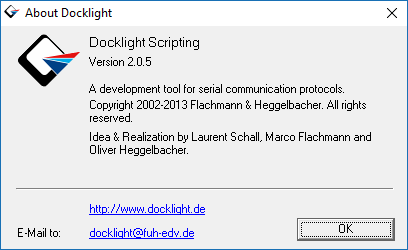 About Docklight
Docklight Scripting
Version 2.0.5
A development tool for serial communication protocols.
Copyright 2002-2013 Flachmann & Heggelbacher. All rights
reserved.
Idea & Realization by Laurent Schall, Marco Flachmann and
Oliver Heggelbacher.
http://www.docklight.de
E-Mail to: docklight@fuh-edv.de
OK